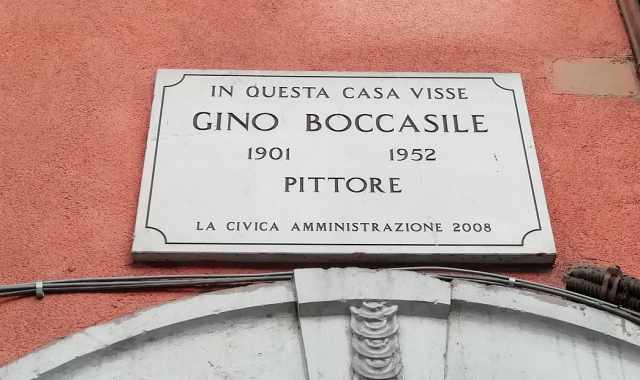 IN QUESTA CASA VISSE
GINO BOCCASILE
1901 1952
PITTORE
LA CIVICA AMMINISTRAZIONE 2008